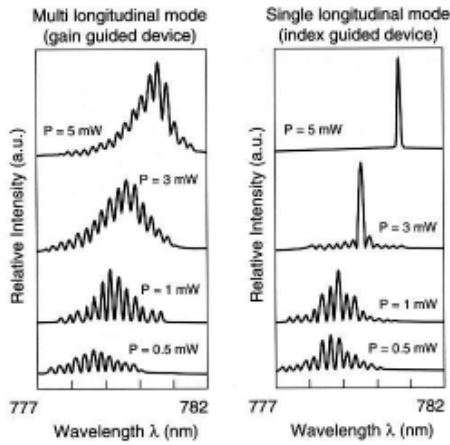 Multi longitudinal mode
(gain guided device)
Relative Intensity (a.u.)
P = 5 mW
P = 3 mW
P = 1 mW
P = 0.5 mW
777
782
Wavelength λ (nm)
Single longitudinal mode
(index guided device)
Relative Intensity (a.u.)
P = 5 mW
P = 3 mW
P = 1 mW
P = 0.5 mW
777
782
Wavelength λ (nm)